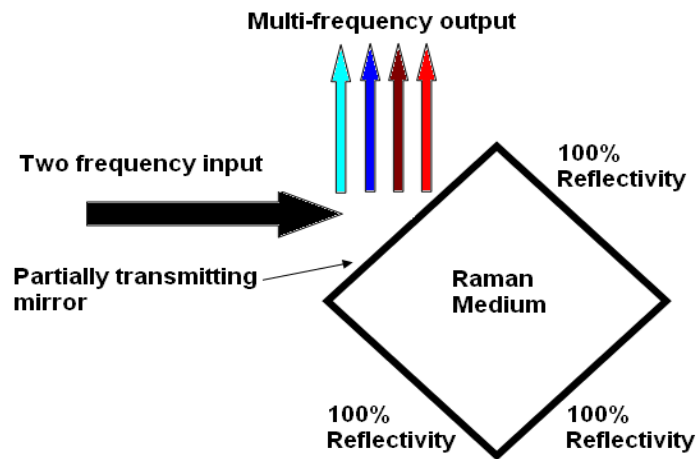 Multi-frequency output
Two frequency input
100%
Reflectivity
Partially transmitting
mirror
Raman
Medium
100%
Reflectivity
100%
Reflectivity